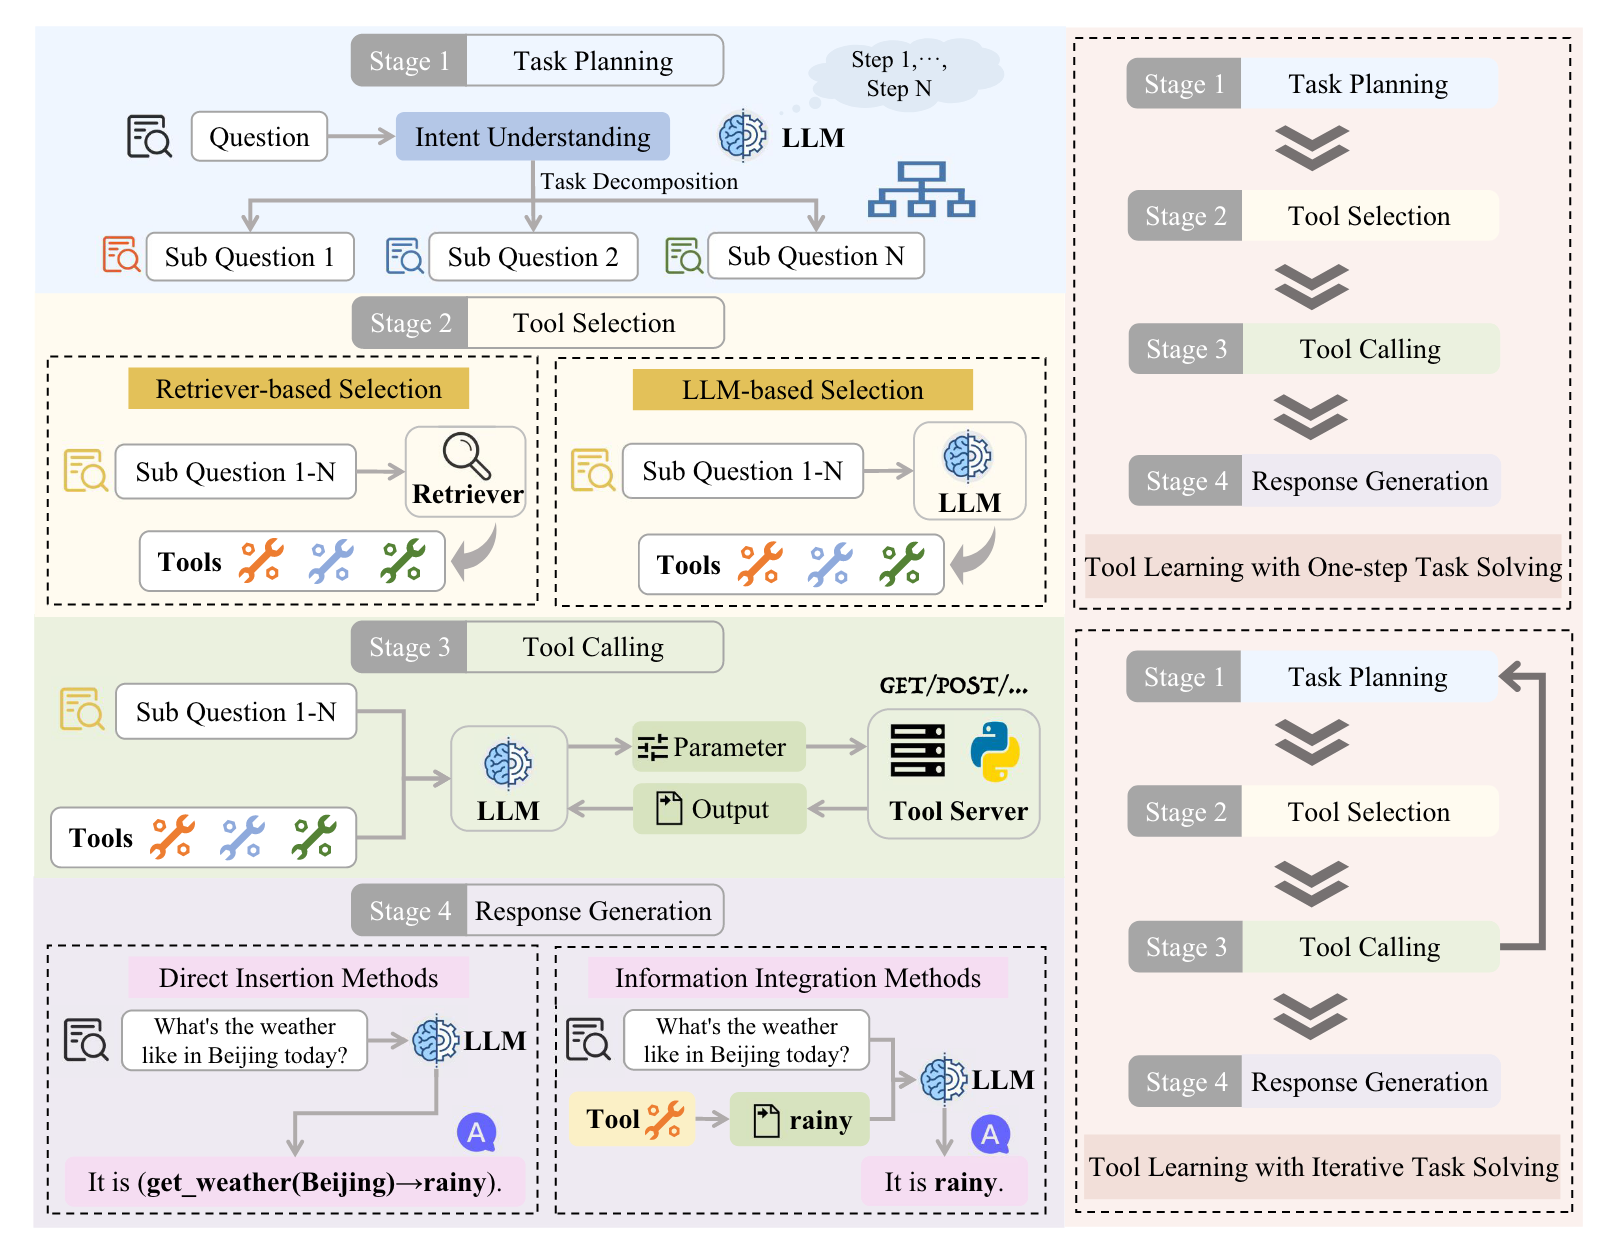 Stage 1 Task Planning
Step 1,···,
Step N
Question
Intent Understanding
LLM
Task Decomposition
Sub Question 1
Sub Question 2
Sub Question N
Stage 2 Tool Selection
Retriever-based Selection
Sub Question 1-N
Retriever
Tools
LLM-based Selection
Sub Question 1-N
LLM
Tools
Stage 3 Tool Calling
Sub Question 1-N
Tools
LLM
Parameter
Output
GET/POST/...
Tool Server
Stage 4 Response Generation
Direct Insertion Methods
What's the weather
like in Beijing today?
LLM
A
It is (get_weather(Beijing)→rainy).
Information Integration Methods
What's the weather
like in Beijing today?
Tool
rainy
LLM
A
It is rainy.
Stage 1 Task Planning
Stage 2 Tool Selection
Stage 3 Tool Calling
Stage 4 Response Generation
Tool Learning with One-step Task Solving
Stage 1 Task Planning
Stage 2 Tool Selection
Stage 3 Tool Calling
Stage 4 Response Generation
Tool Learning with Iterative Task Solving